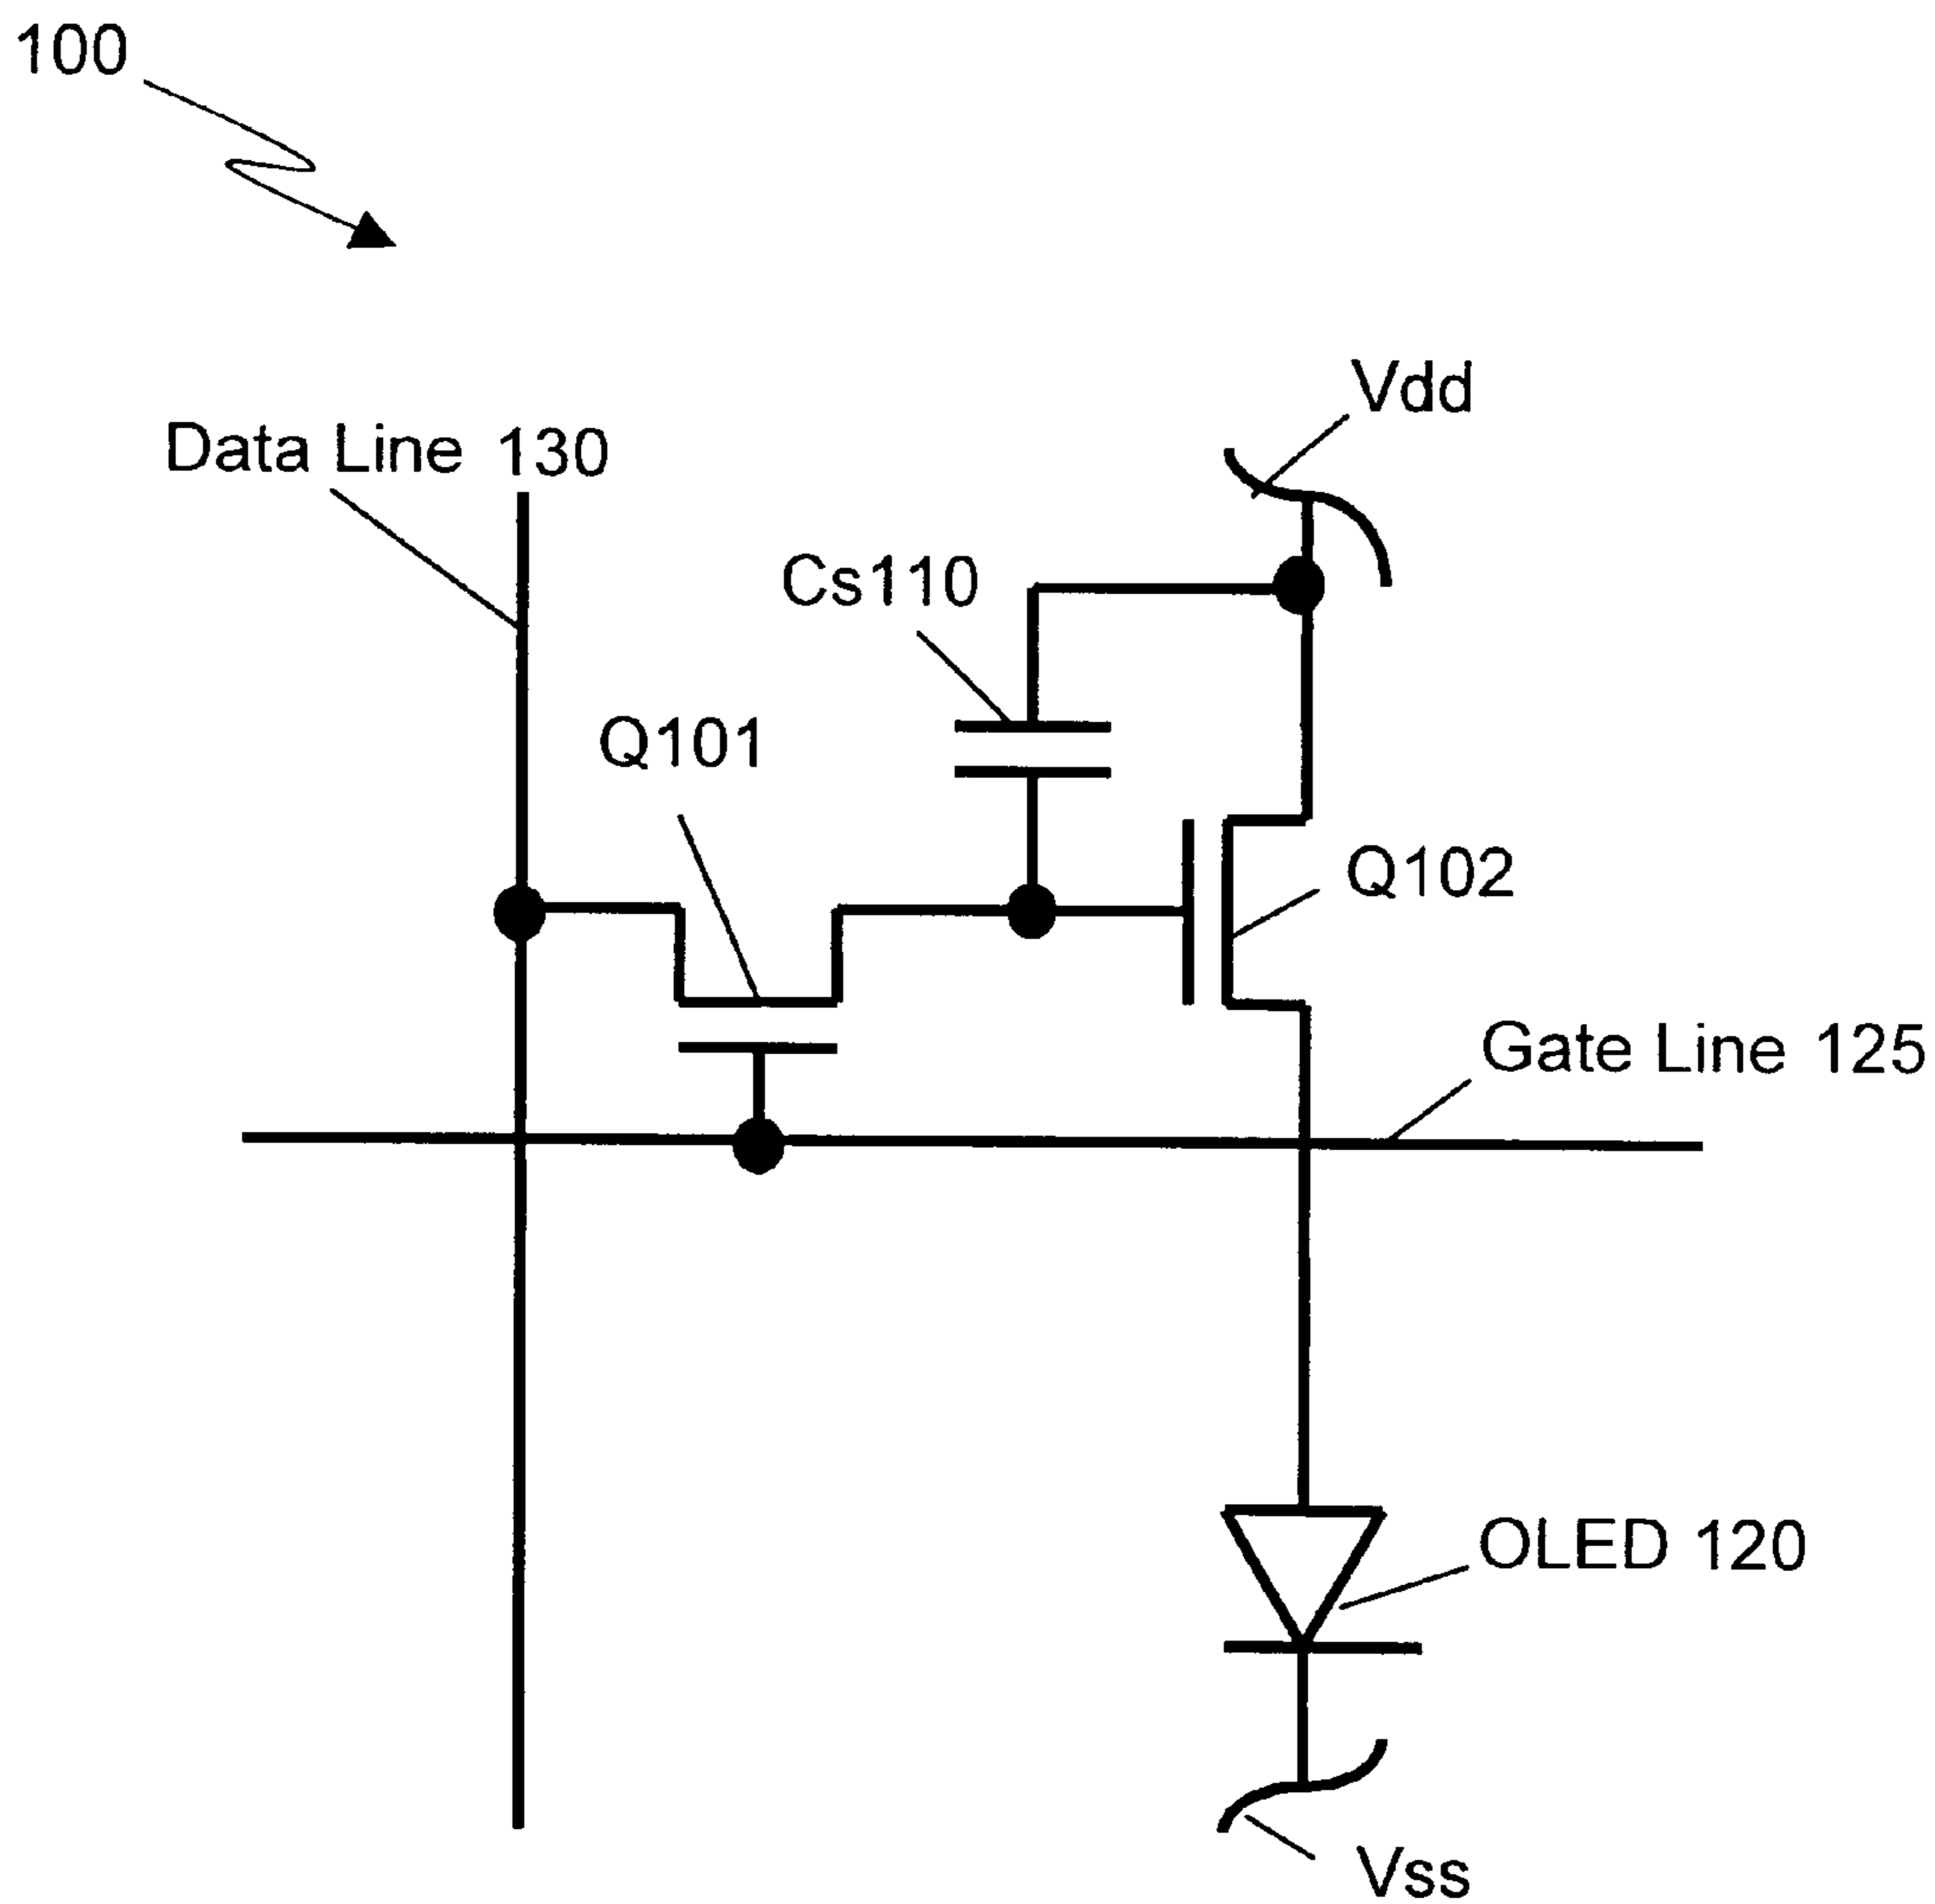 100
Vdd
Data Line 130
Cs110
Q101
Q102
Gate Line 125
OLED 120
Vss